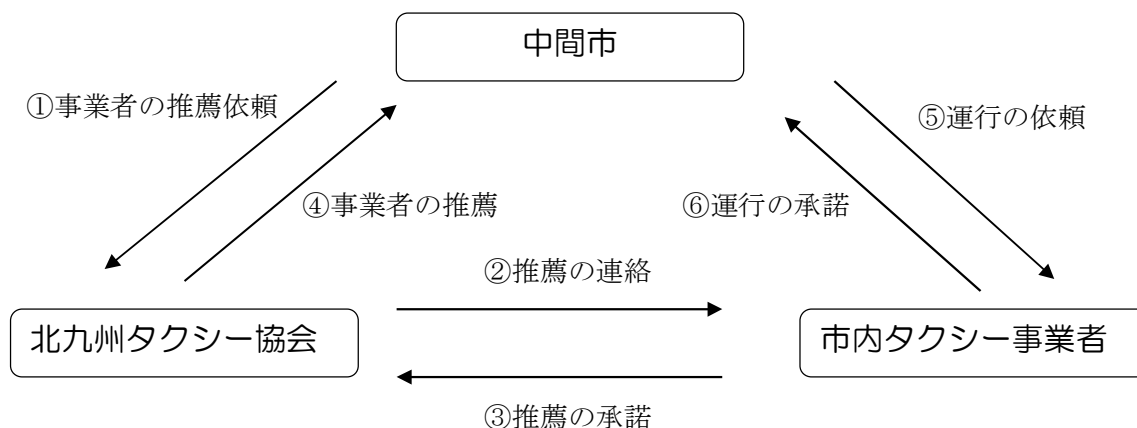 中間市
①事業者の推薦依頼
⑤運行の依頼
④事業者の推薦
⑥運行の承諾
②推薦の連絡
北九州タクシー協会
市内タクシー事業者
③推薦の承諾